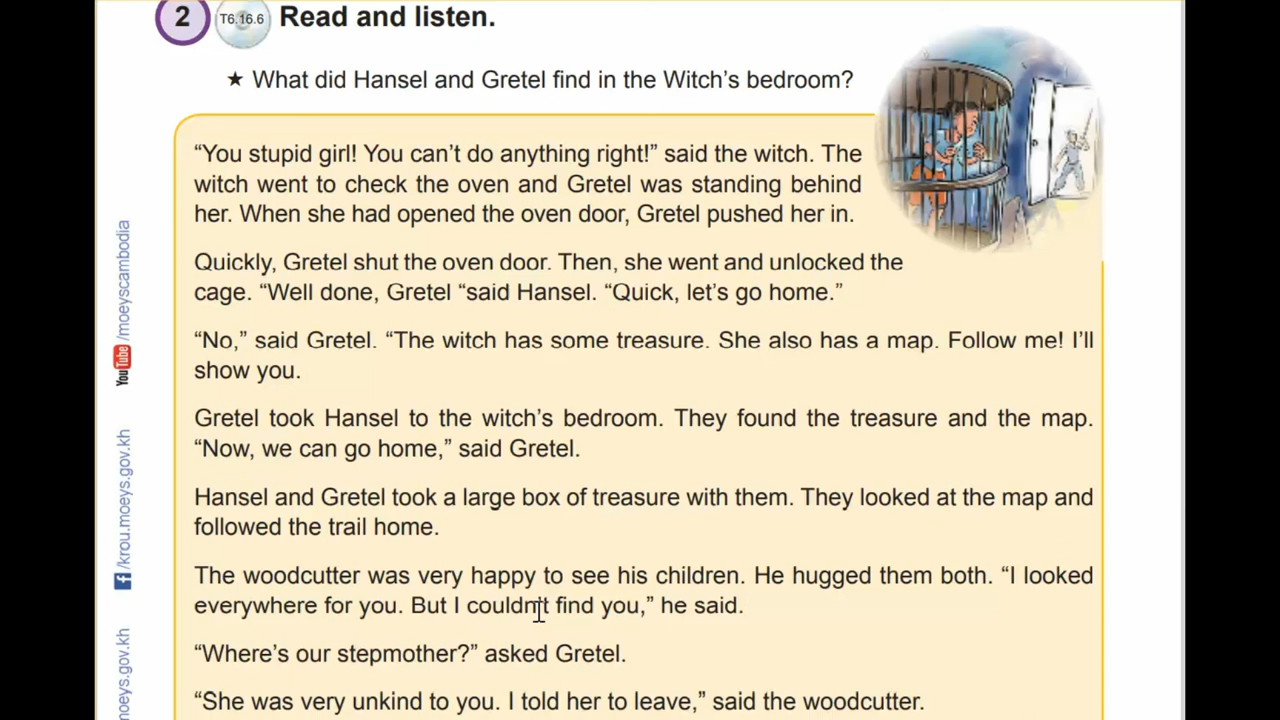 2 T6.16.6 Read and listen.
★ What did Hansel and Gretel find in the Witch's bedroom?
“You stupid girl! You can't do anything right!” said the witch. The
witch went to check the oven and Gretel was standing behind
her. When she had opened the oven door, Gretel pushed her in.
Quickly, Gretel shut the oven door. Then, she went and unlocked the
cage. “Well done, Gretel “said Hansel. “Quick, let's go home.”
“No,” said Gretel. “The witch has some treasure. She also has a map. Follow me! I'll
show you.
Gretel took Hansel to the witch's bedroom. They found the treasure and the map.
“Now, we can go home,” said Gretel.
Hansel and Gretel took a large box of treasure with them. They looked at the map and
followed the trail home.
The woodcutter was very happy to see his children. He hugged them both. “I looked
everywhere for you. But I couldn't find you,” he said.
“Where's our stepmother?” asked Gretel.
“She was very unkind to you. I told her to leave,” said the woodcutter.
YouTube /moeyscambodia
f /krou.moeys.gov.kh
moeys.gov.kh